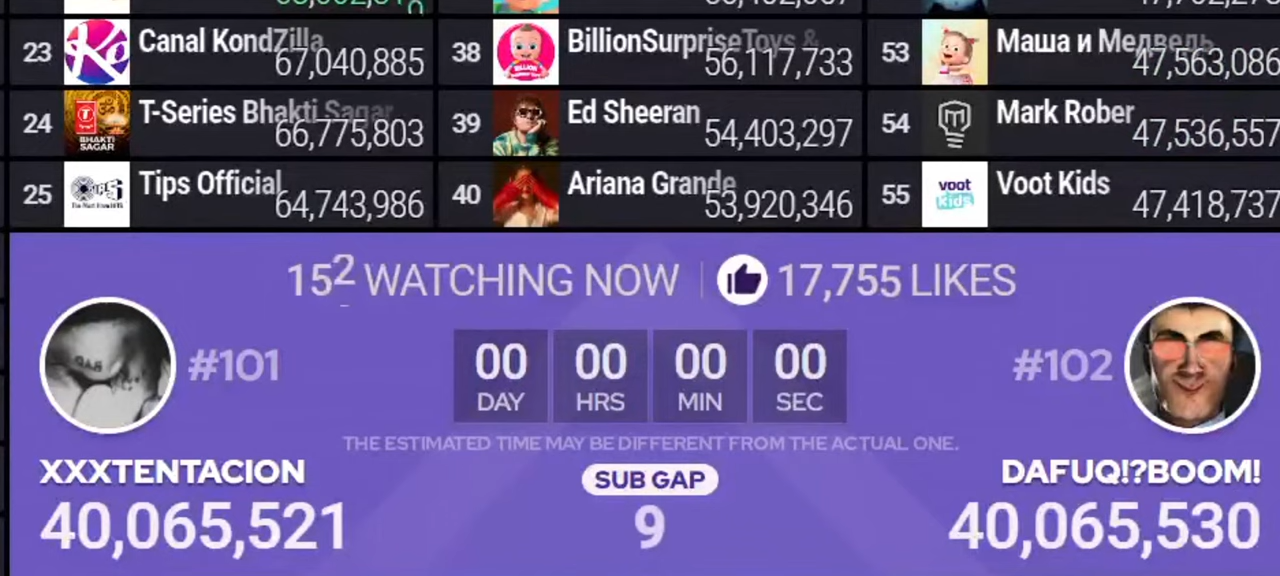 23 Canal KondZilla 67,040,885
24 T-Series Bhakti Sagar 66,775,803
25 Tips Official 64,743,986
38 BillionSurpriseToys & 56,117,733
39 Ed Sheeran 54,403,297
40 Ariana Grande 53,920,346
53 Маша и Медведь 47,563,086
54 Mark Rober 47,536,557
55 Voot Kids 47,418,737
152 WATCHING NOW 17,755 LIKES
#101
00 DAY 00 HRS 00 MIN 00 SEC
#102
THE ESTIMATED TIME MAY BE DIFFERENT FROM THE ACTUAL ONE.
XXXTENTACION
40,065,521
SUB GAP
9
DAFUQ!?BOOM!
40,065,530